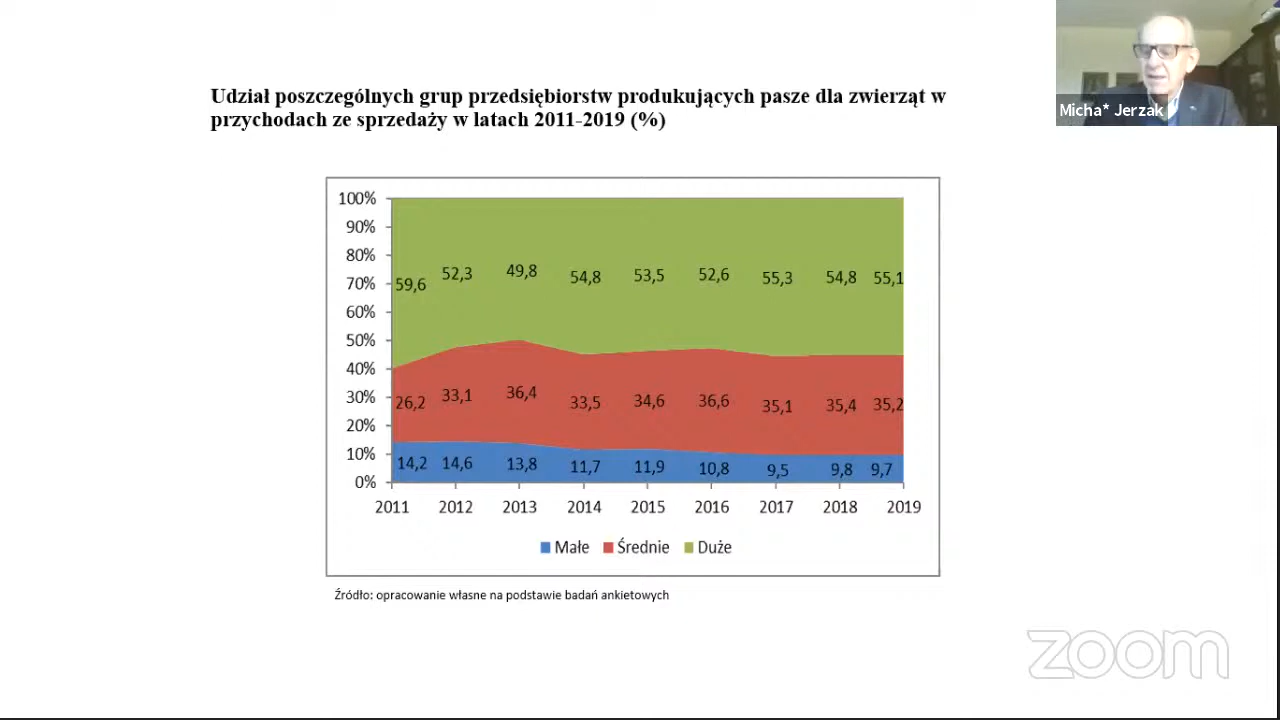 Micha* Jerzak
Udział poszczególnych grup przedsiębiorstw produkujących pasze dla zwierząt w
przychodach ze sprzedaży w latach 2011-2019 (%)
100%
90%
80%
70%
60%
50%
40%
30%
20%
10%
0%
59,6 52,3 49,8 54,8 53,5 52,6 55,3 54,8 55,1
26,2 33,1 36,4 33,5 34,6 36,6 35,1 35,4 35,2
14,2 14,6 13,8 11,7 11,9 10,8 9,5 9,8 9,7
2011 2012 2013 2014 2015 2016 2017 2018 2019
Małe Średnie Duże
Źródło: opracowanie własne na podstawie badań ankietowych
zoom